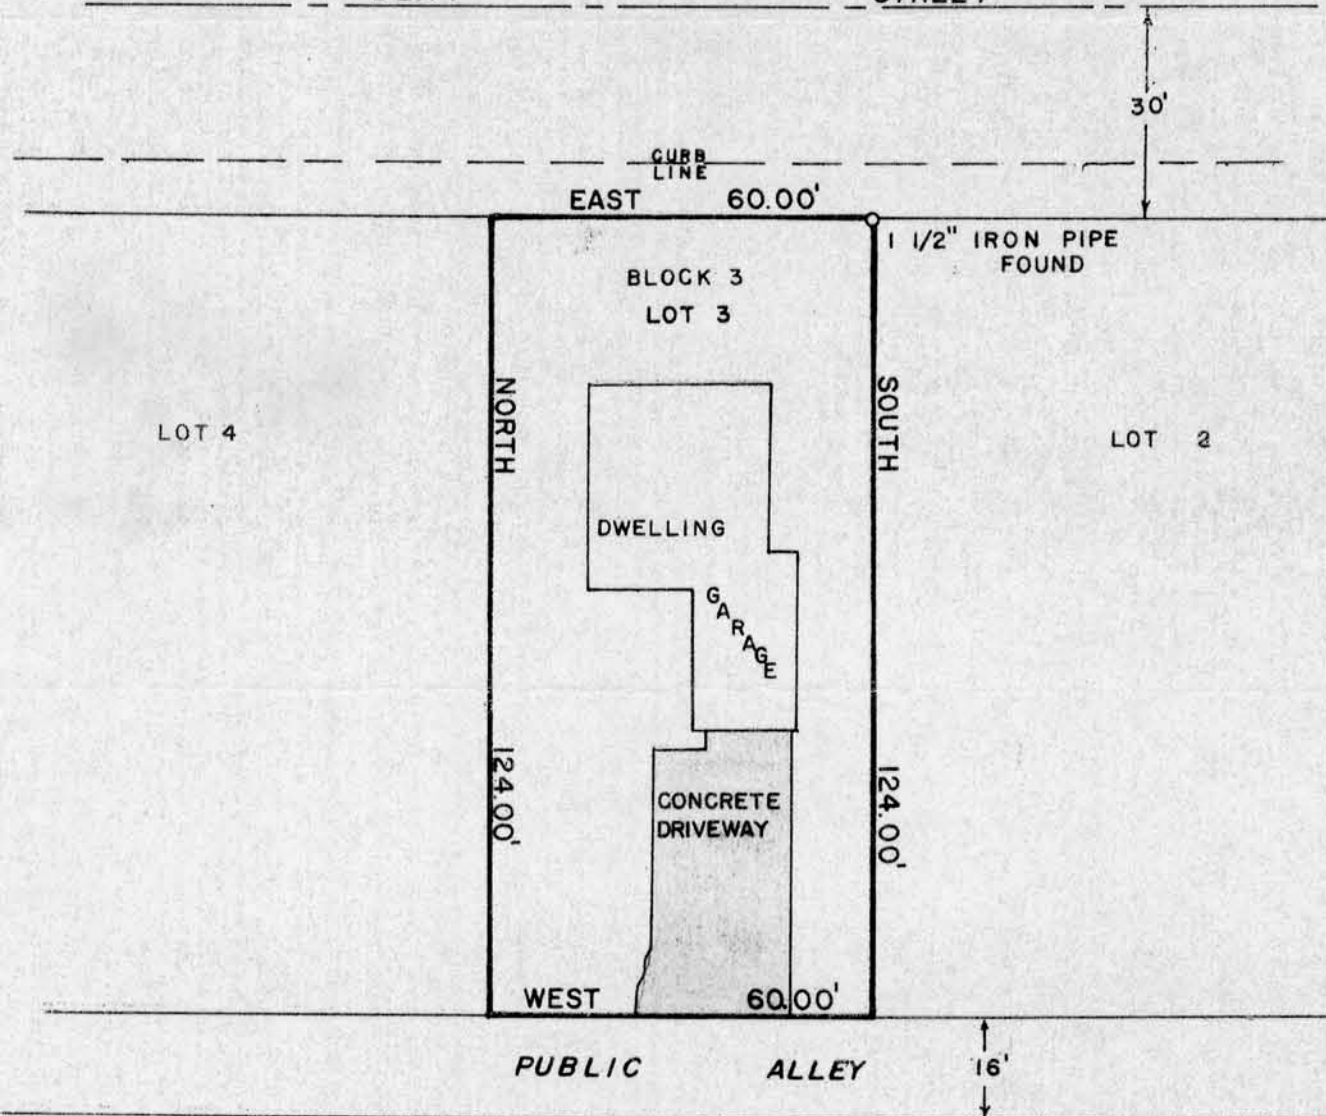 STREET
30'
CURB
LINE
EAST 60.00'
1 1/2" IRON PIPE
FOUND
BLOCK 3
LOT 3
NORTH
SOUTH
LOT 4
LOT 2
DWELLING
GARAGE
124.00'
124.00'
CONCRETE
DRIVEWAY
WEST 60.00'
PUBLIC ALLEY
16'